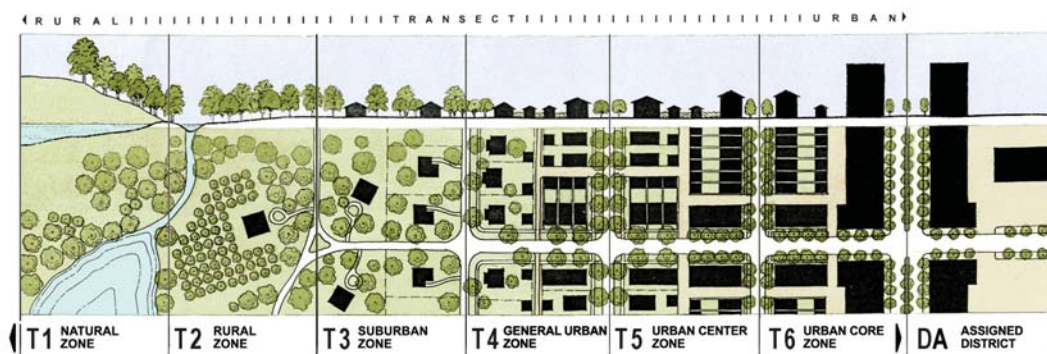 RURAL TRANSECT URBAN
T1 NATURAL ZONE
T2 RURAL ZONE
T3 SUBURBAN ZONE
T4 GENERAL URBAN ZONE
T5 URBAN CENTER ZONE
T6 URBAN CORE ZONE
DA ASSIGNED DISTRICT